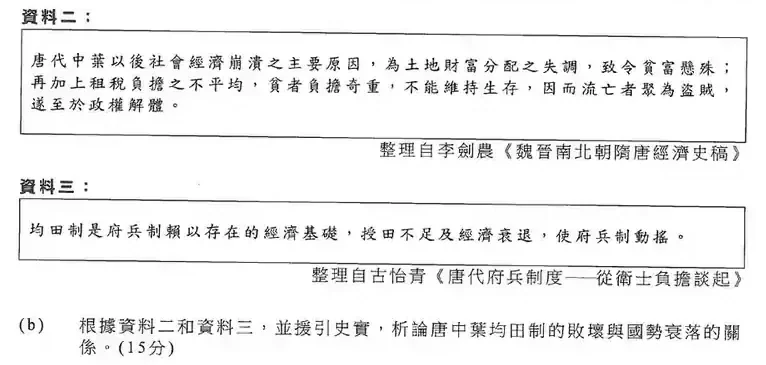 資料二：
唐代中葉以後社會經濟崩潰之主要原因，為土地財富分配之失調，致令貧富懸殊；
再加上租稅負擔之不平均，貧者負擔奇重，不能維持生存，因而流亡者聚為盜賊，
遂至於政權解體。
整理自李劍農《魏晉南北朝隋唐經濟史稿》
資料三：
均田制是府兵制賴以存在的經濟基礎，授田不足及經濟衰退，使府兵制動搖。
整理自古怡青《唐代府兵制度——從衛士負擔談起》
(b) 根據資料二和資料三，並援引史實，析論唐中葉均田制的敗壞與國勢衰落的關
係。(15分)